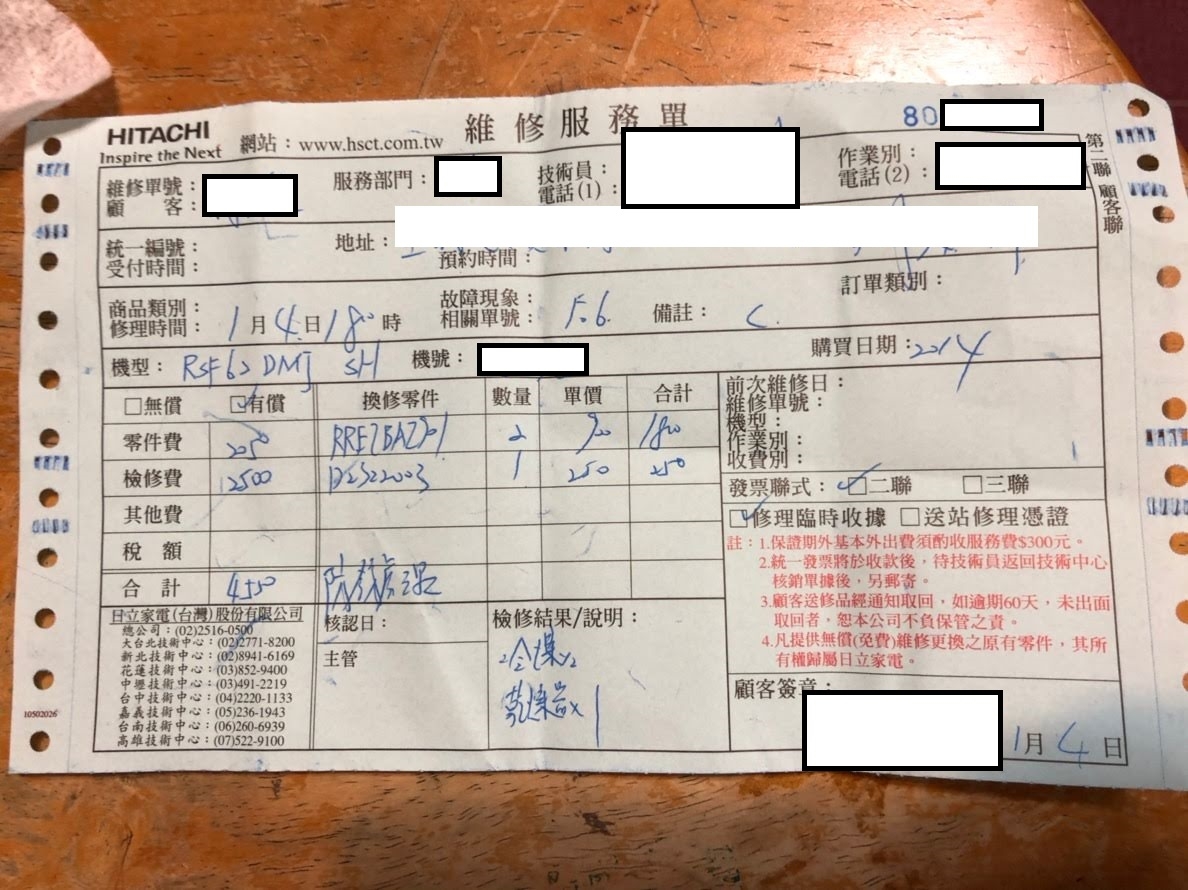 HITACHI
Inspire the Next
網站：www.hsct.com.tw
維修服務單
80
第二聯 顧客聯
維修單號：
顧　　客：
服務部門：
技術員：
電話(1)：
作業別：
電話(2)：
統一編號：
受付時間：
地址：
預約時間：
訂單類別：
商品類別：
修理時間：1月4日18時
故障現象：
相關單號：F.6.
備註：C.
機型：RSF62DMJ SH
機號：
購買日期：2014
□無償 ☑有償 換修零件 數量 單價 合計
零件費 2 90 180
檢修費 2500 1 250 250
其他費
稅　額
合　計
前次維修日：
維修單號：
機型：
作業別：
收費別：
發票聯式：☑二聯 □三聯
☑修理臨時收據 □送站修理憑證
註：1.保證期外基本外出費須酌收服務費$300元。
2.統一發票將於收款後，待技術員返回技術中心
核銷單據後，另郵寄。
3.顧客送修品經通知取回，如逾期60天，未出面
取回者，恕本公司不負保管之責。
4.凡提供無償(免費)維修更換之原有零件，其所
有權歸屬日立家電。
日立家電(台灣)股份有限公司
總公司：(02)2516-0500
大台北技術中心：(02)2771-8200
新北技術中心：(02)8941-6169
花蓮技術中心：(03)852-9400
中壢技術中心：(03)491-2219
台中技術中心：(04)2220-1133
嘉義技術中心：(05)236-1943
台南技術中心：(06)260-6939
高雄技術中心：(07)522-9100
10502026
核認日：
主管
檢修結果/說明：
冷煤x2
乾燥器x1
顧客簽章：
1月4日